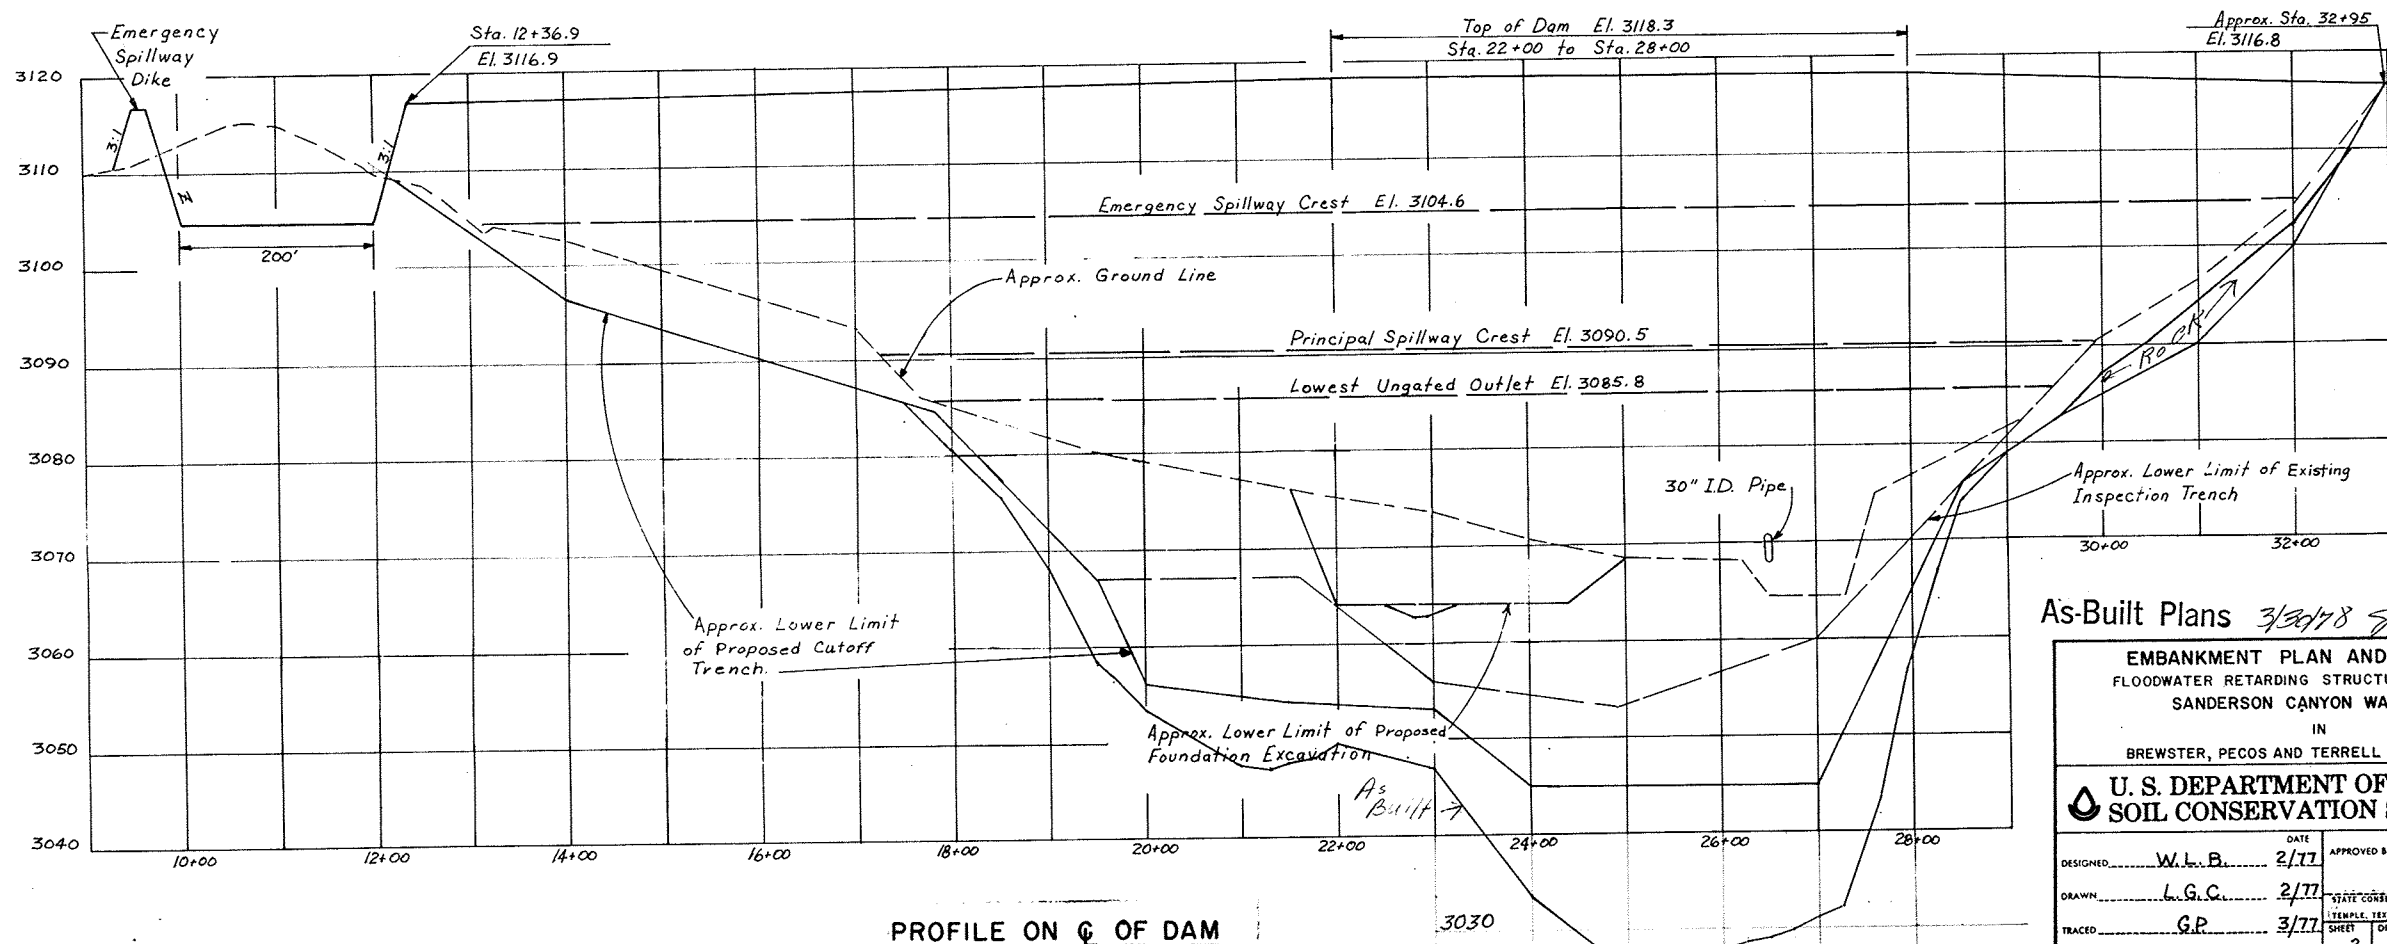 Emergency
Spillway
Dike
Sta. 12+36.9
El. 3116.9
Top of Dam El. 3118.3
Sta. 22+00 to Sta. 28+00
Approx. Sta. 32+95
El. 3116.8
3120
3:1
3:1
3110
Emergency Spillway Crest El. 3104.6
200'
3100
Approx. Ground Line
Principal Spillway Crest El. 3090.5
3090
Lowest Ungated Outlet El. 3085.8
Rock
3080
30" I.D. Pipe
Approx. Lower Limit of Existing
Inspection Trench
3070
30+00
32+00
Approx. Lower Limit
of Proposed Cutoff
Trench.
3060
Approx. Lower Limit of Proposed
Foundation Excavation
3050
As
Built
3040
10+00
12+00
14+00
16+00
18+00
20+00
22+00
24+00
26+00
28+00
3030
PROFILE ON ℄ OF DAM
As-Built Plans 3/30/78
EMBANKMENT PLAN AND
FLOODWATER RETARDING
SANDERSON CANYON
IN
BREWSTER, PECOS AND TERRELL
U. S. DEPARTMENT OF
SOIL CONSERVATION
DATE
DESIGNED W.L.B. 2/77
APPROVED
DRAWN L.G.C. 2/77
STATE
TRACED G.P. 3/77
TEMPLE,
SHEET